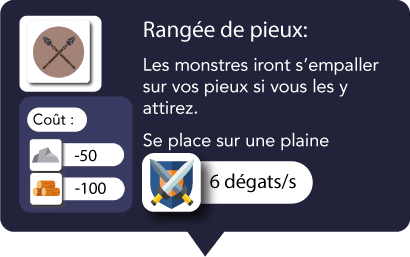 Rangée de pieux:
Les monstres iront s’empaller
sur vos pieux si vous les y
attirez.
Se place sur une plaine
6 dégats/s
Coût :
-50
-100